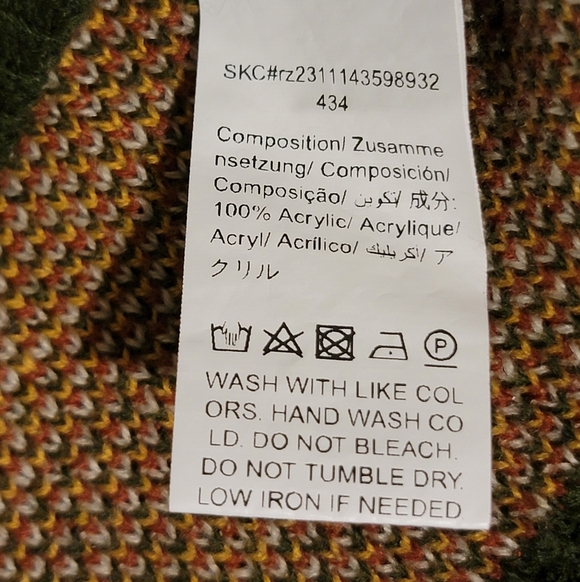 SKC#rz2311143598932
434
Composition/ Zusamme
nsetzung/ Composición/
Composição/ تكوين/ 成分:
100% Acrylic/ Acrylique/
Acryl/ Acrílico/ أكريليك/ ア
クリル
P
WASH WITH LIKE COL
ORS. HAND WASH CO
LD. DO NOT BLEACH.
DO NOT TUMBLE DRY.
LOW IRON IF NEEDED